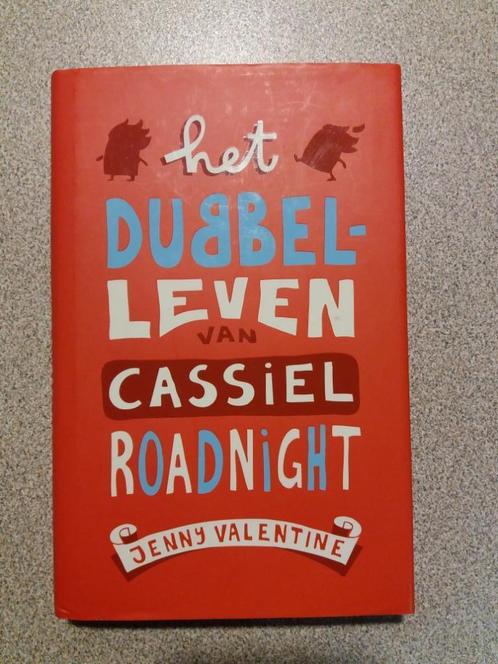 het
DUBBEL-
LEVEN
VAN
CASSiEL
ROADNiGHT
JENNY VALENTINE